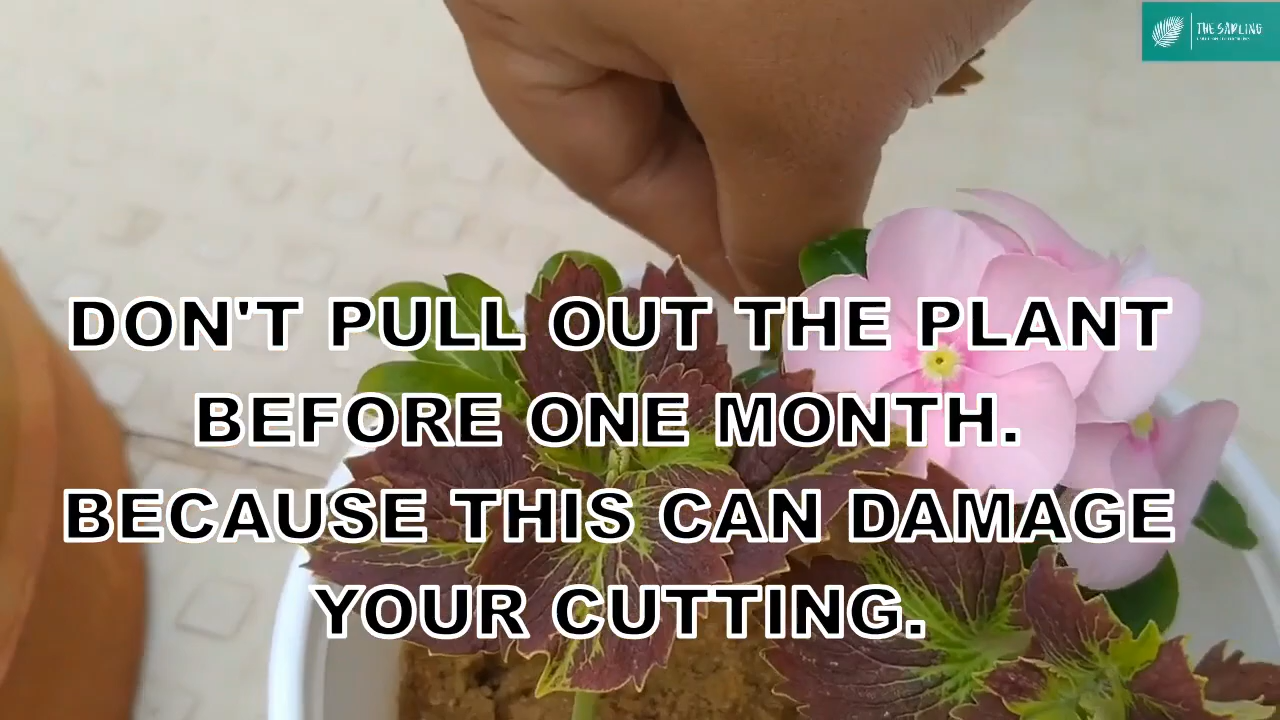 THE SAPLING
DON'T PULL OUT THE PLANT
BEFORE ONE MONTH.
BECAUSE THIS CAN DAMAGE
YOUR CUTTING.